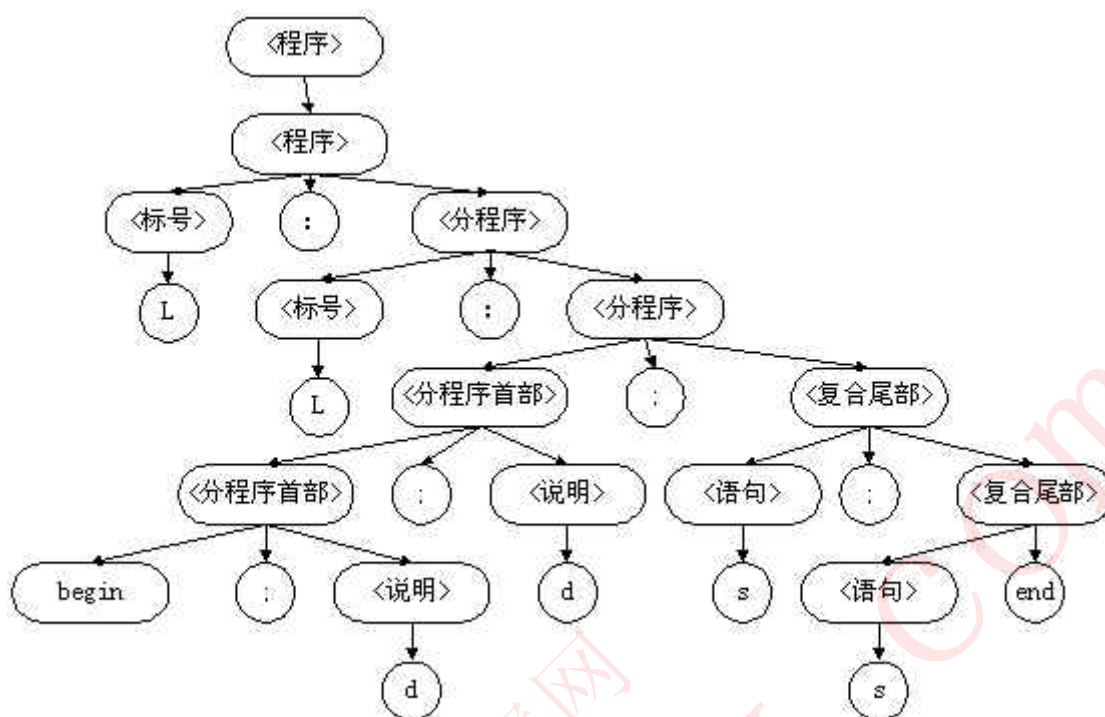 <程序>
<程序>
<标号> : <分程序>
L <标号> : <分程序>
L <分程序首部> ; <复合尾部>
<分程序首部> ; <说明> <语句> ; <复合尾部>
begin ; <说明> d s <语句> end
d s
com